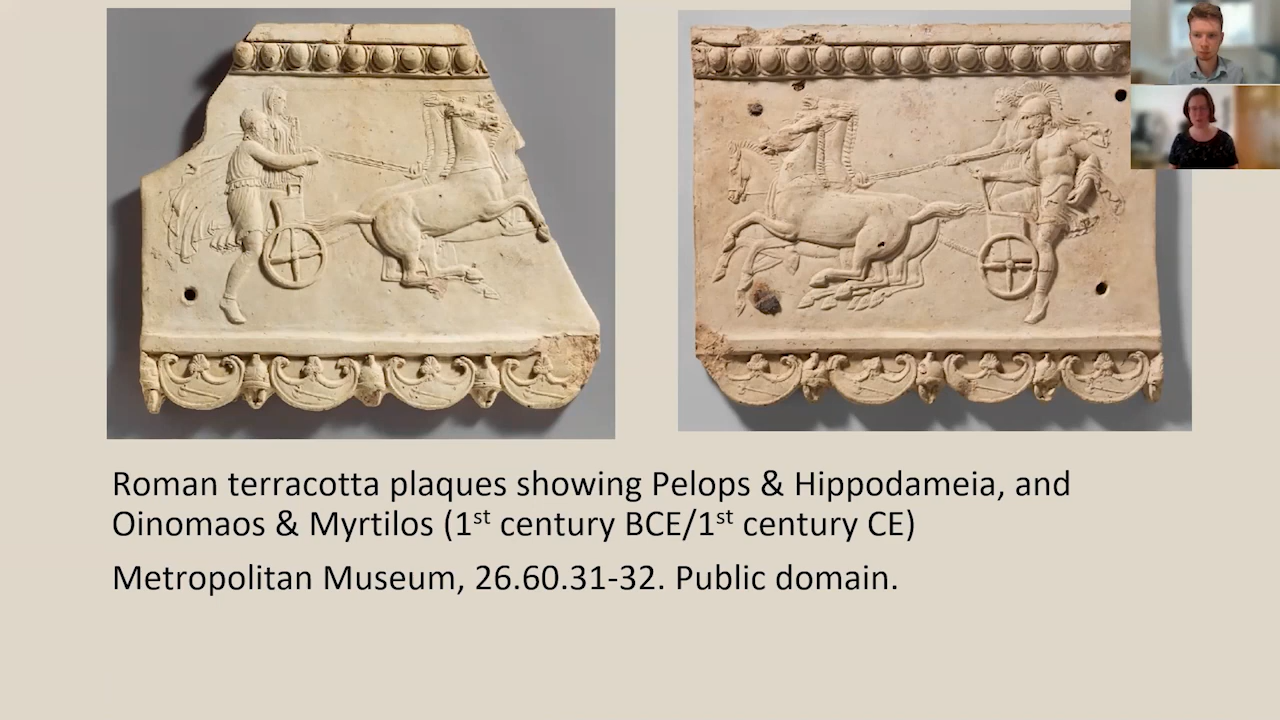 Roman terracotta plaques showing Pelops & Hippodameia, and
Oinomaos & Myrtilos (1st century BCE/1st century CE)
Metropolitan Museum, 26.60.31-32. Public domain.